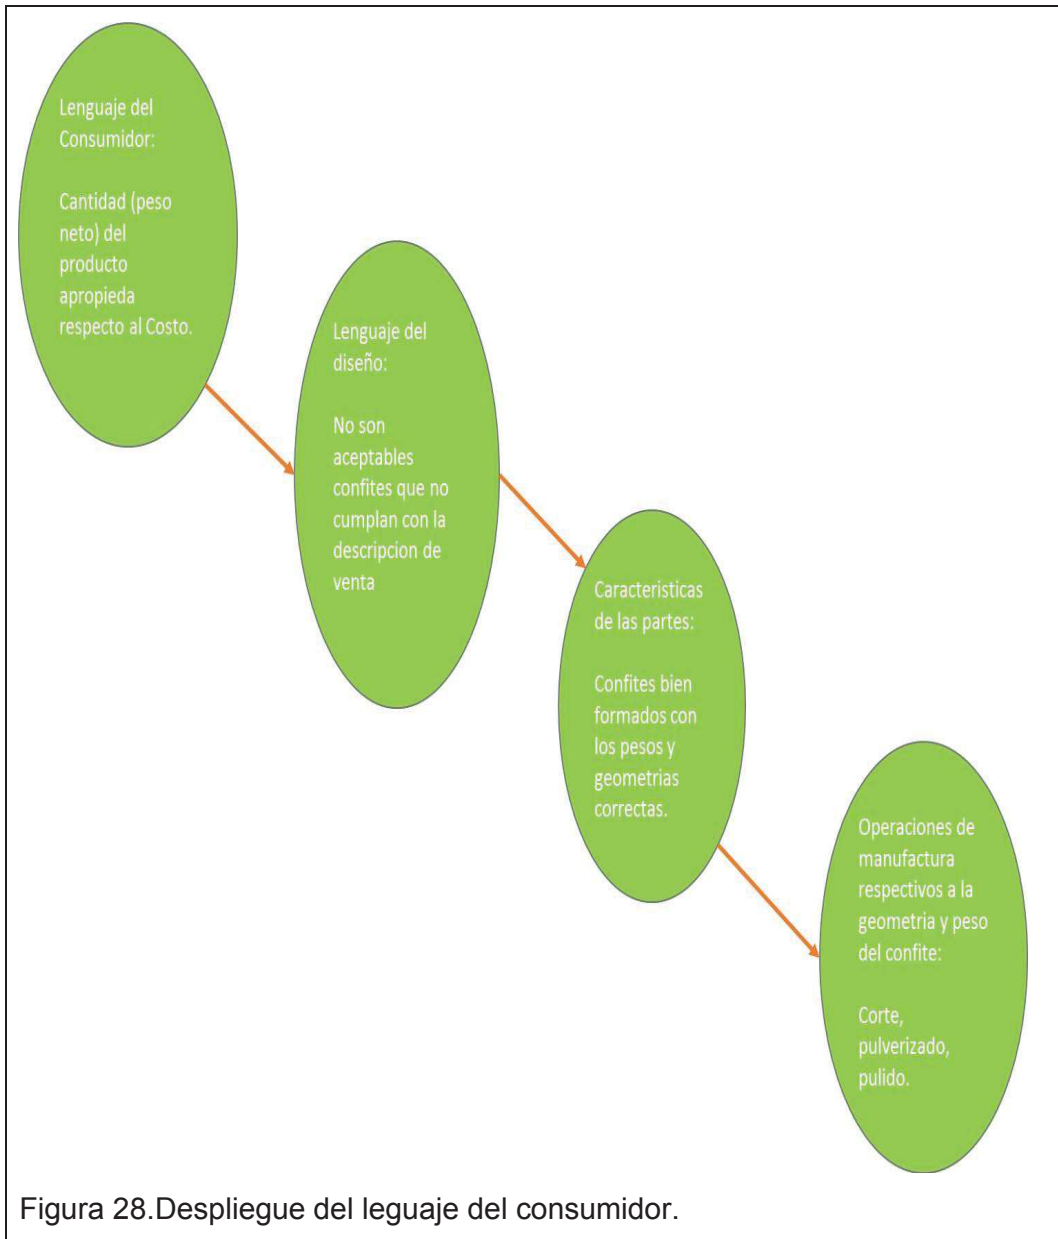 Lenguaje del
Consumidor:
Cantidad (peso
neto) del
producto
apropieda
respecto al Costo.
Lenguaje del
diseño:
No son
aceptables
confites que no
cumplan con la
descripcion de
venta
Caracteristicas
de las partes:
Confites bien
formados con
los pesos y
geometrias
correctas.
Operaciones de
manufactura
respectivos a la
geometria y peso
del confite:
Corte,
pulverizado,
pulido.
Figura 28.Despliegue del leguaje del consumidor.